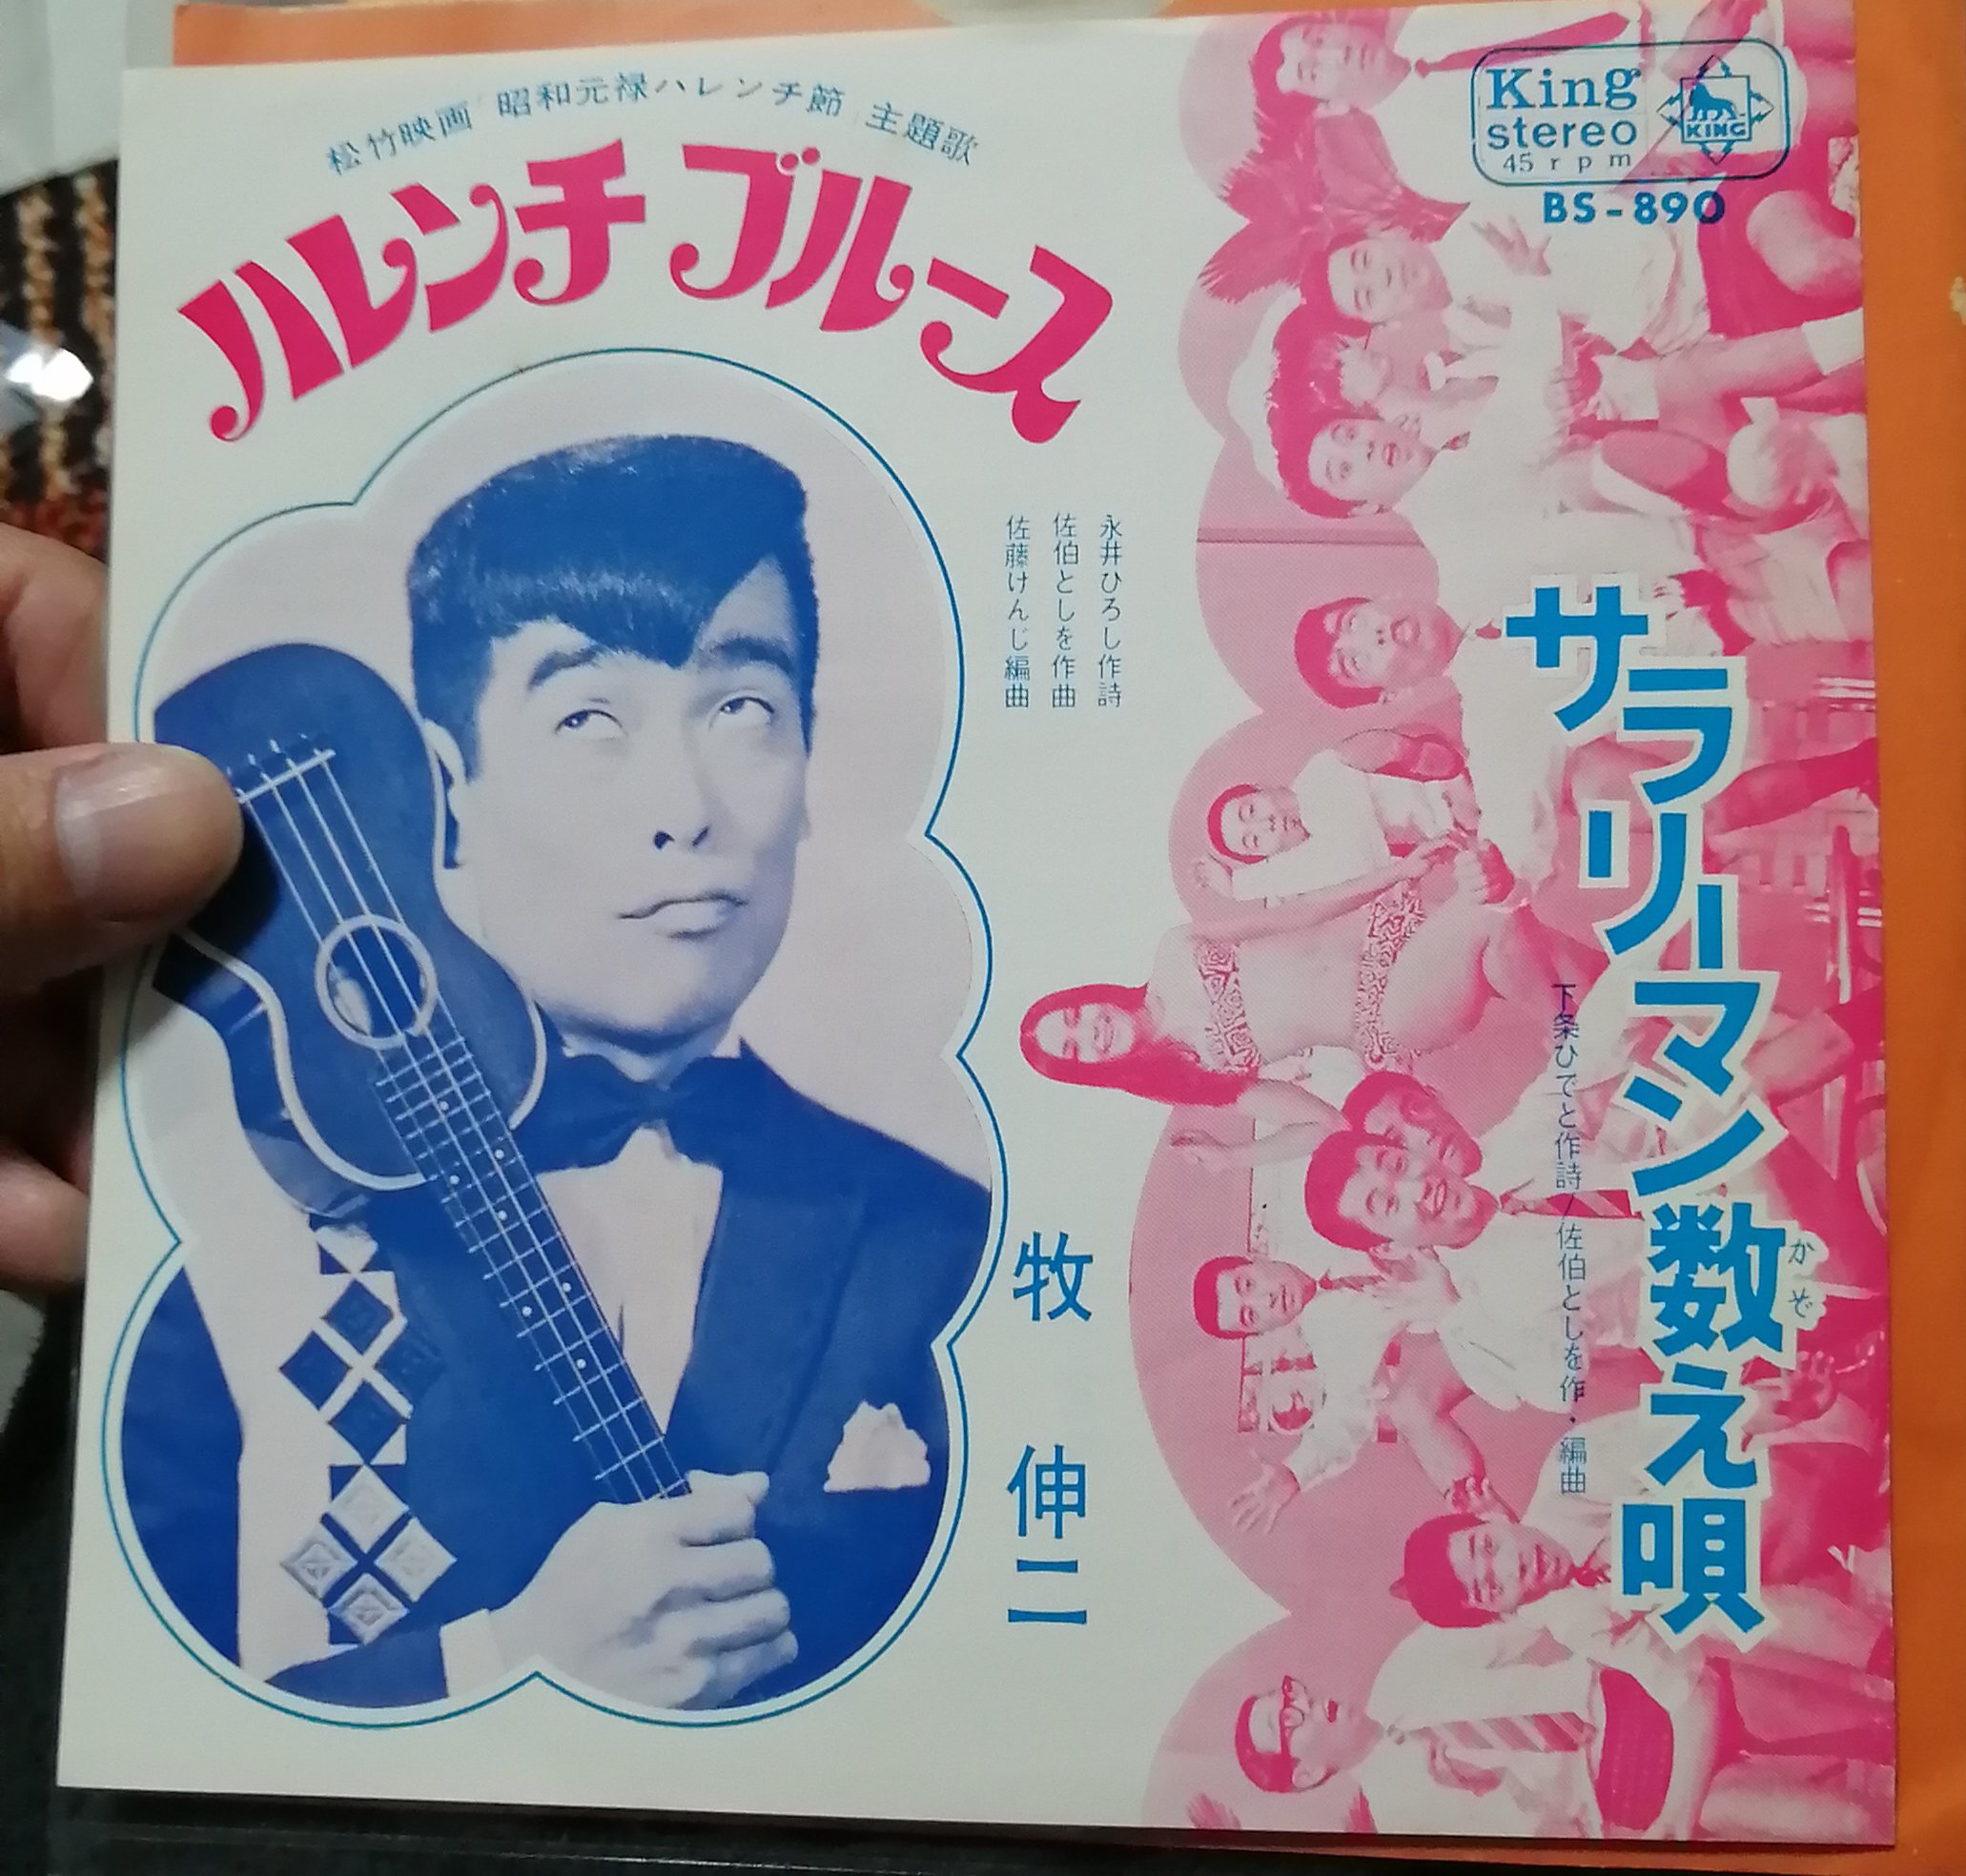 松竹映画「昭和元禄ハレンチ節」主題歌
ハレンチブルース
永井ひろし作詩
佐伯としを作曲
佐藤けんじ編曲
牧伸二
King
stereo
45 rpm
KING
BS-890
サラリーマン数え唄
かぞ
下条ひでと作詩/佐伯としを作・編曲